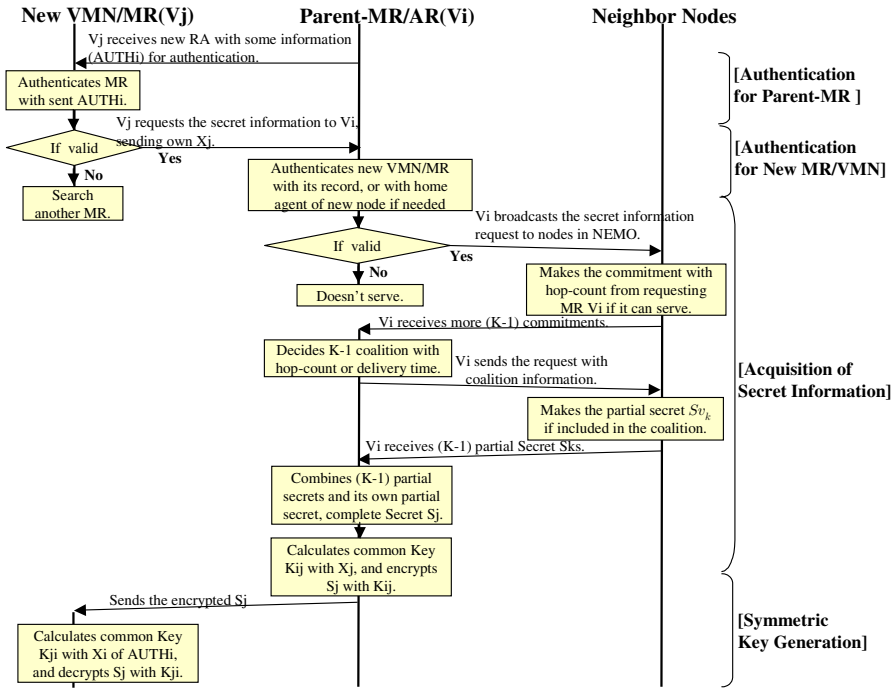 New VMN/MR(Vj)
Parent-MR/AR(Vi)
Neighbor Nodes
Vj receives new RA with some information
(AUTHi) for authentication.
Authenticates MR
with sent AUTHi.
[Authentication
for Parent-MR ]
Vj requests the secret information to Vi,
sending own Xj.
If valid
Yes
No
Search
another MR.
Authenticates new VMN/MR
with its record, or with home
agent of new node if needed
[Authentication
for New MR/VMN]
Vi broadcasts the secret information
request to nodes in NEMO.
If valid
Yes
No
Doesn't serve.
Makes the commitment with
hop-count from requesting
MR Vi if it can serve.
Vi receives more (K-1) commitments.
Decides K-1 coalition with
hop-count or delivery time.
Vi sends the request with
coalition information.
[Acquisition of
Secret Information]
Makes the partial secret Sv_k
if included in the coalition.
Vi receives (K-1) partial Secret Sks.
Combines (K-1) partial
secrets and its own partial
secret, complete Secret Sj.
Calculates common Key
Kij with Xj, and encrypts
Sj with Kij.
Sends the encrypted Sj
Calculates common Key
Kji with Xi of AUTHi,
and decrypts Sj with Kji.
[Symmetric
Key Generation]